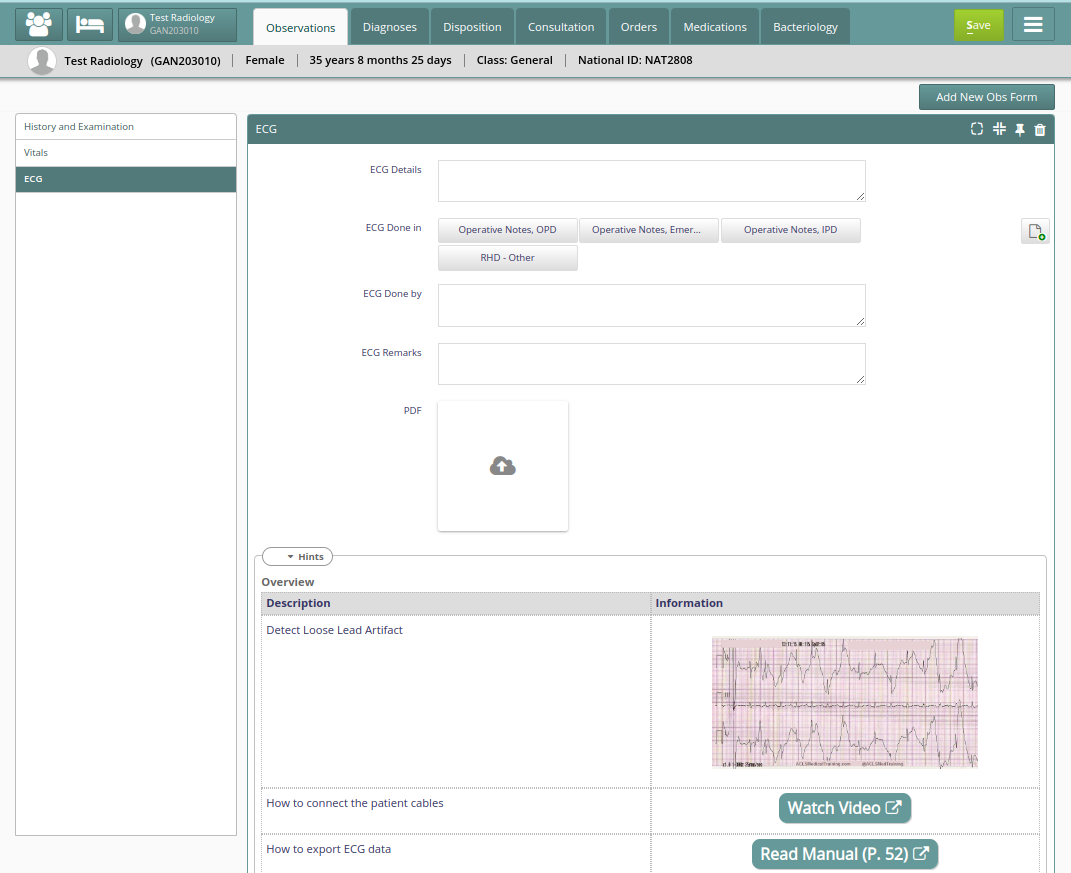 Test Radiology
GAN203010
Observations
Diagnoses
Disposition
Consultation
Orders
Medications
Bacteriology
Save
Test Radiology (GAN203010)
Female
35 years 8 months 25 days
Class: General
National ID: NAT2808
Add New Obs Form
History and Examination
Vitals
ECG
ECG
ECG Details
ECG Done in
Operative Notes, OPD
Operative Notes, Emer...
Operative Notes, IPD
RHD - Other
ECG Done by
ECG Remarks
PDF
Hints
Overview
Description
Information
Detect Loose Lead Artifact
How to connect the patient cables
Watch Video
How to export ECG data
Read Manual (P. 52)